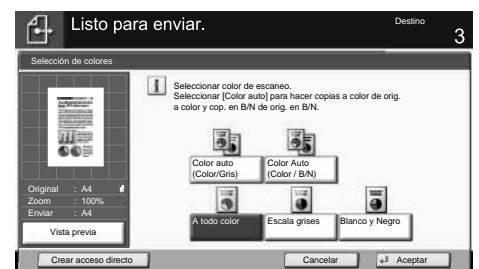 Listo para enviar.
Destino
3
Selección de colores
Seleccionar color de escaneo.
Seleccionar [Color auto] para hacer copias a color de orig.
a color y cop. en B/N de orig. en B/N.
Color auto
(Color/Gris)
Color Auto
(Color / B/N)
Original : A4
Zoom : 100%
Enviar : A4
A todo color
Escala grises
Blanco y Negro
Vista previa
Crear acceso directo
Cancelar
Aceptar